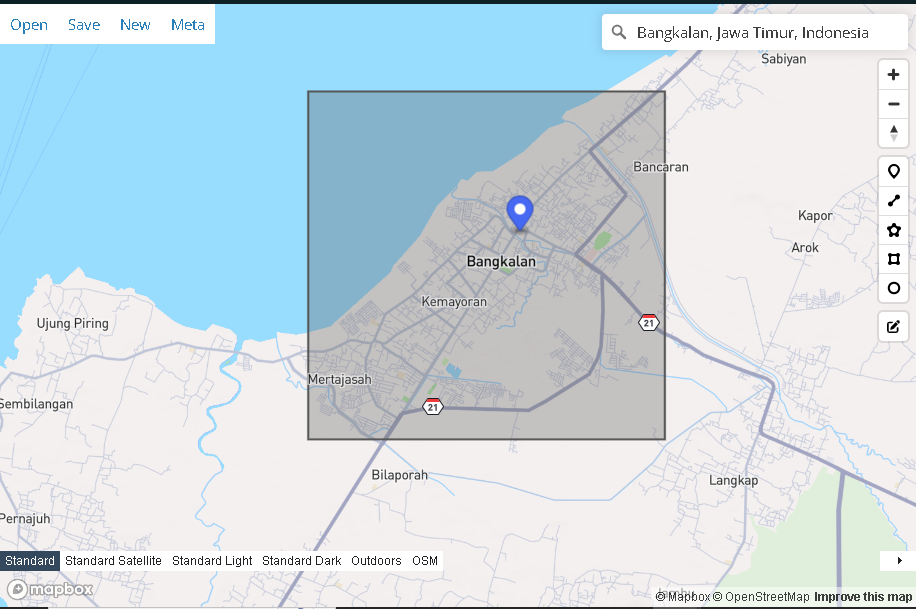 Open Save New Meta
Bangkalan, Jawa Timur, Indonesia
Sabiyan
Bancaran
Kapor
Arok
Bangkalan
Kemayoran
Ujung Piring
21
Mertajasah
Sembilangan
21
Bilaporah
Langkap
Pernajuh
Standard Standard Satellite Standard Light Standard Dark Outdoors OSM
mapbox
© Mapbox © OpenStreetMap Improve this map